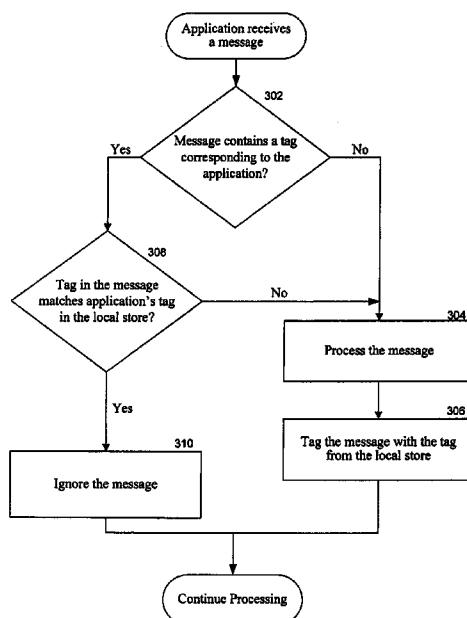 Application receives
a message
302
Message contains a tag
corresponding to the
application?
Yes
No
308
Tag in the message
matches application's tag
in the local store?
No
304
Process the message
Yes
306
Tag the message with the tag
from the local store
310
Ignore the message
Continue Processing